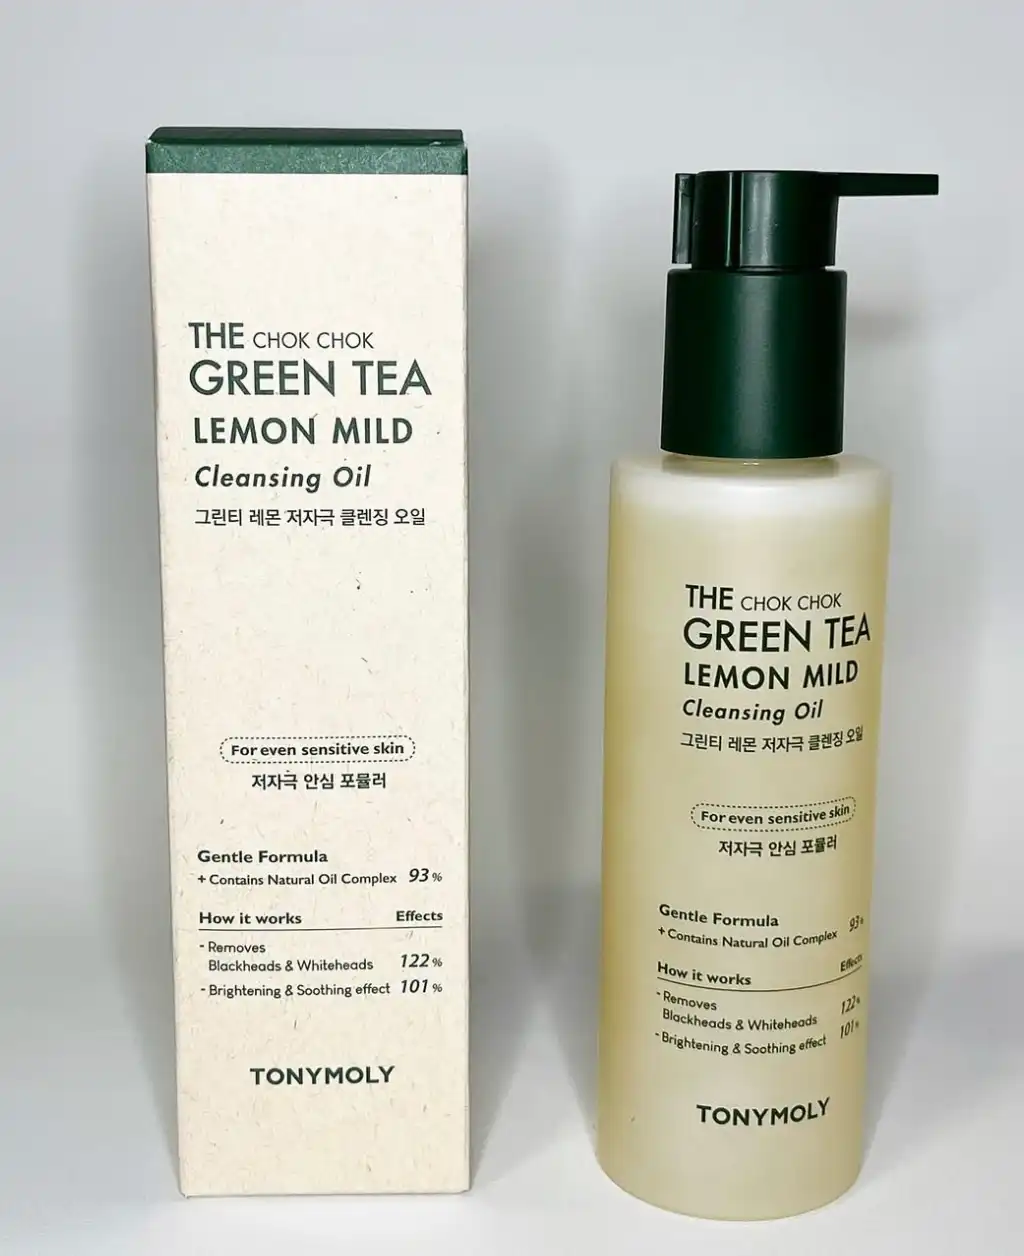 THE CHOK CHOK
GREEN TEA
LEMON MILD
Cleansing Oil
그린티 레몬 저자극 클렌징 오일
For even sensitive skin
저자극 안심 포뮬러
Gentle Formula
+ Contains Natural Oil Complex 93%
How it works Effects
- Removes
Blackheads & Whiteheads 122%
- Brightening & Soothing effect 101%
TONYMOLY
THE CHOK CHOK
GREEN TEA
LEMON MILD
Cleansing Oil
그린티 레몬 저자극 클렌징 오일
For even sensitive skin
저자극 안심 포뮬러
Gentle Formula
+ Contains Natural Oil Complex 93%
How it works Effects
- Removes
Blackheads & Whiteheads 122%
- Brightening & Soothing effect 101%
TONYMOLY